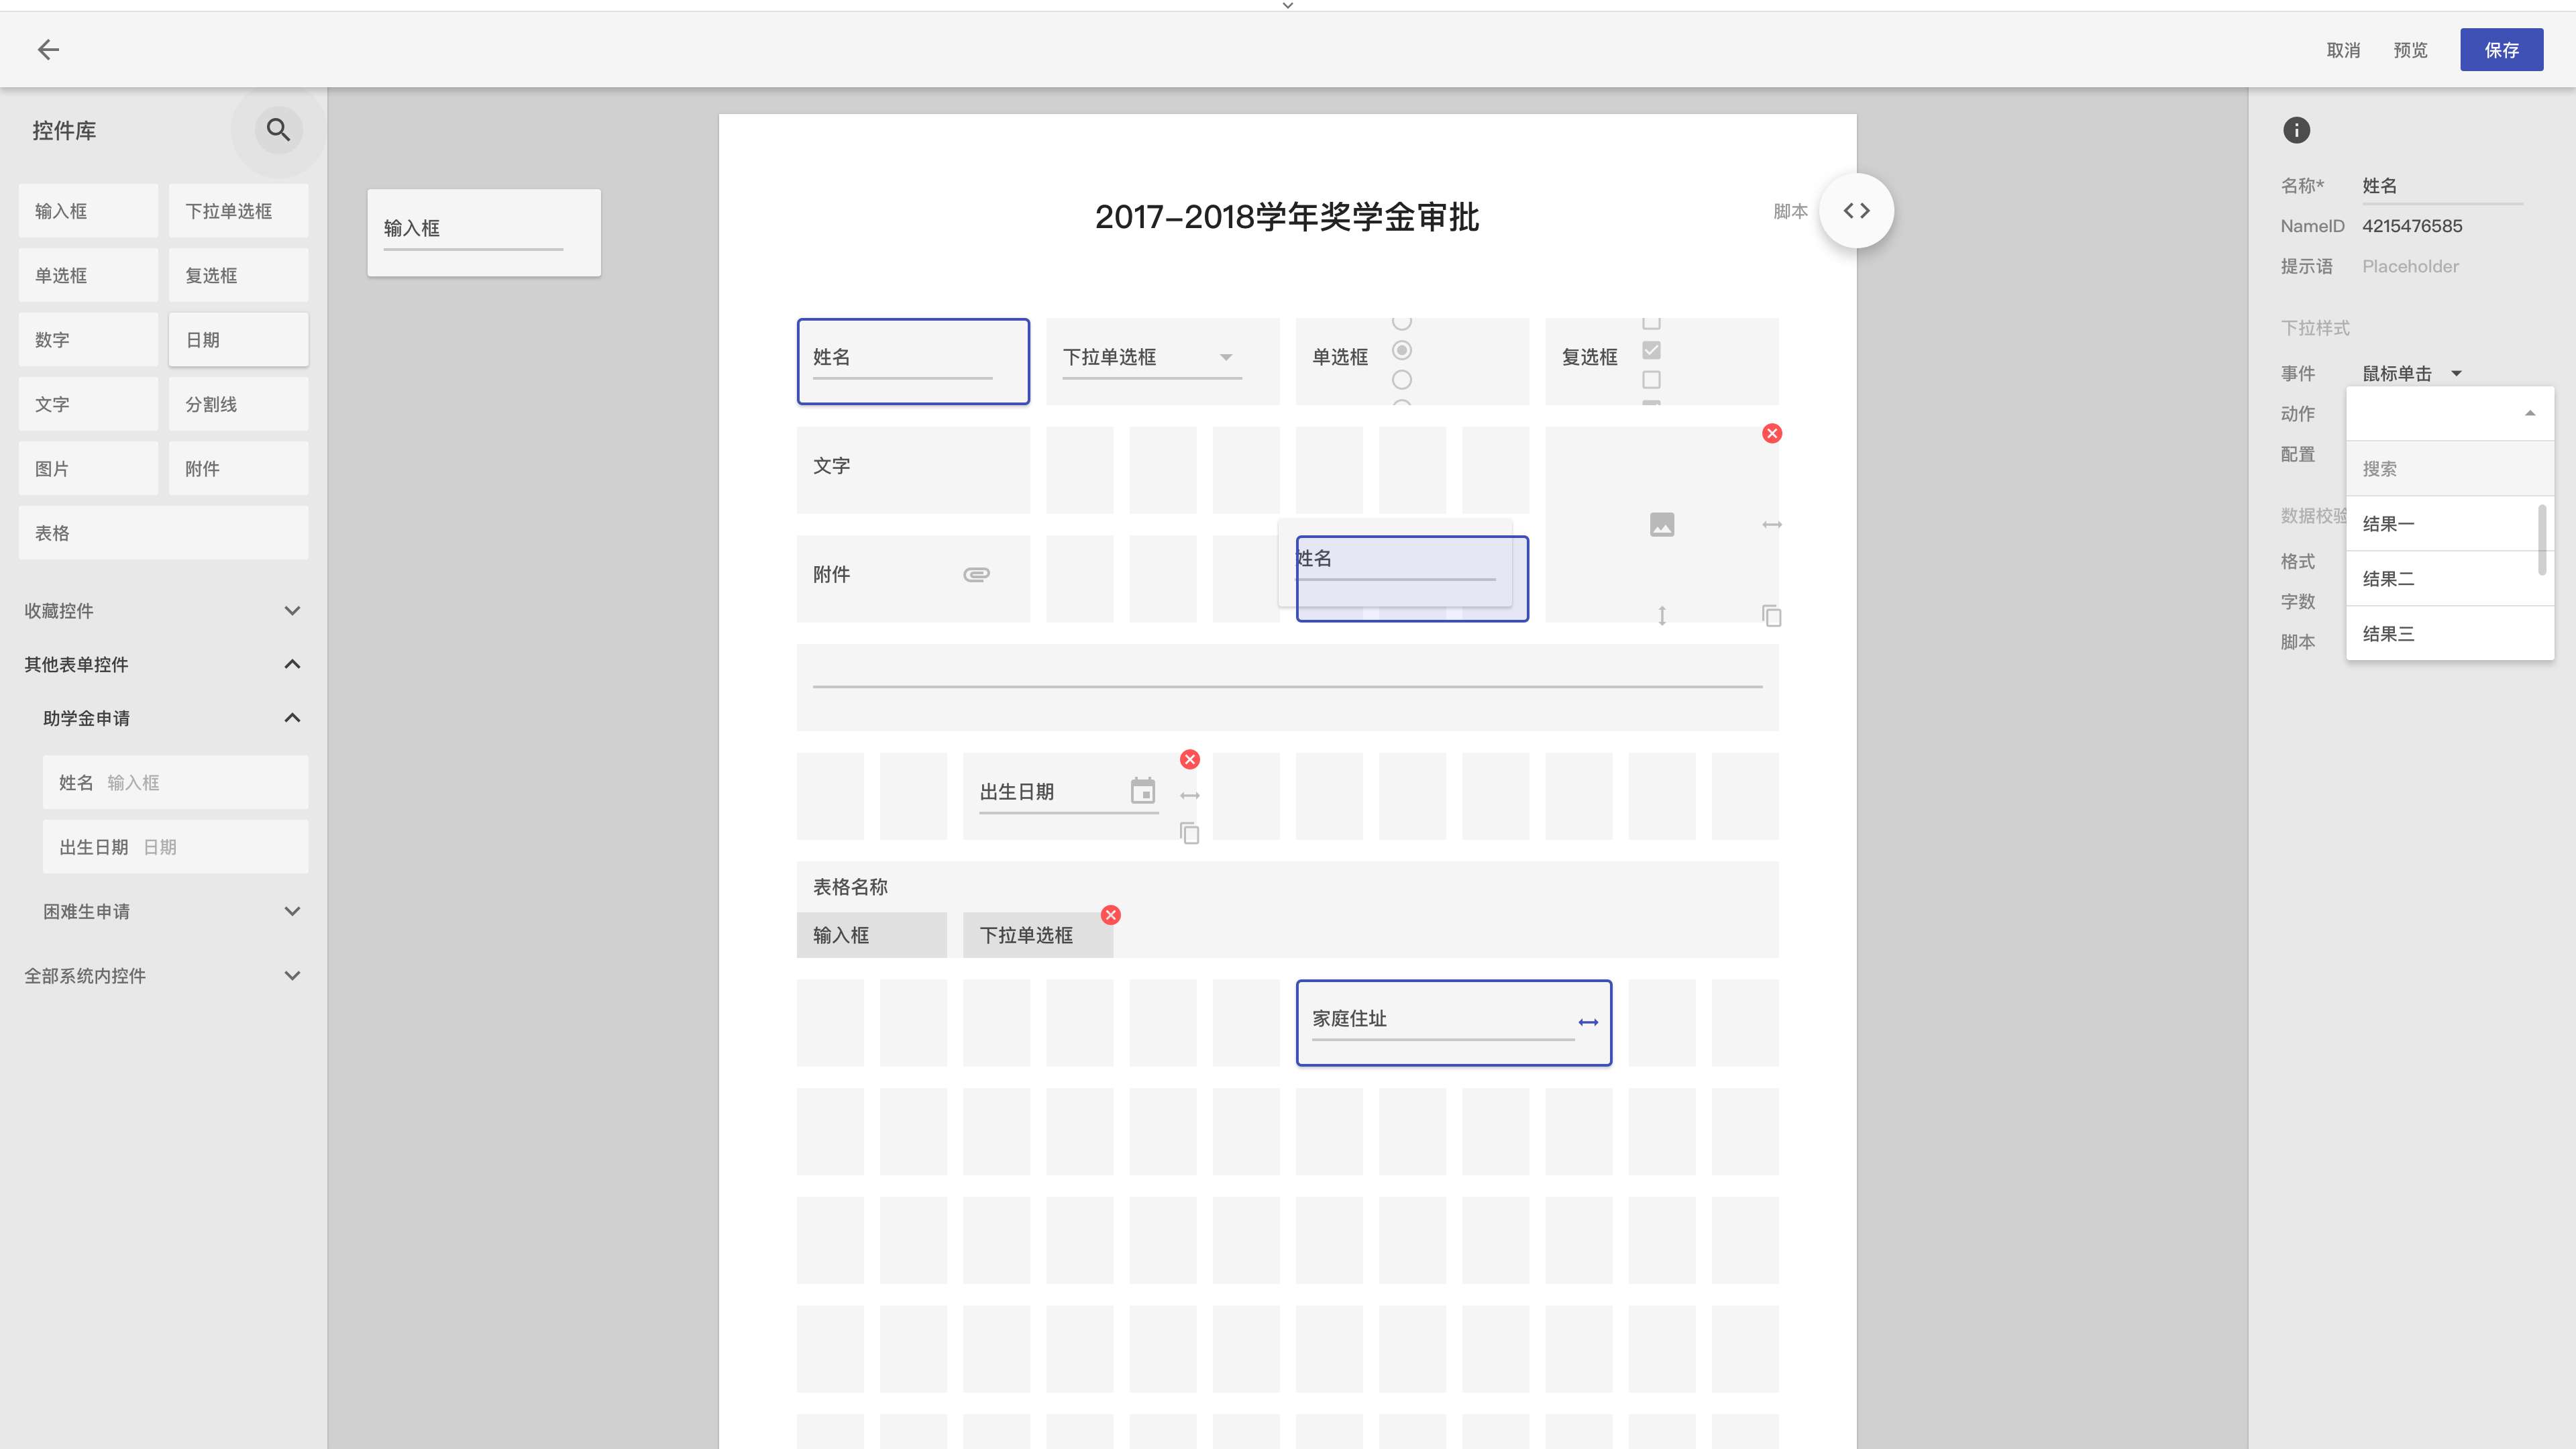 取消 预览 保存
控件库
输入框 下拉单选框
单选框 复选框
数字 日期
文字 分割线
图片 附件
表格
收藏控件
其他表单控件
助学金申请
姓名 输入框
出生日期 日期
困难生申请
全部系统内控件
输入框
2017-2018学年奖学金审批
脚本
姓名 下拉单选框 单选框 复选框
文字
附件 姓名
出生日期
表格名称
输入框 下拉单选框
家庭住址
名称* 姓名
NameID 4215476585
提示语 Placeholder
下拉样式
事件 鼠标单击
动作
配置 搜索
数据校验 结果一
格式 结果二
字数
脚本 结果三